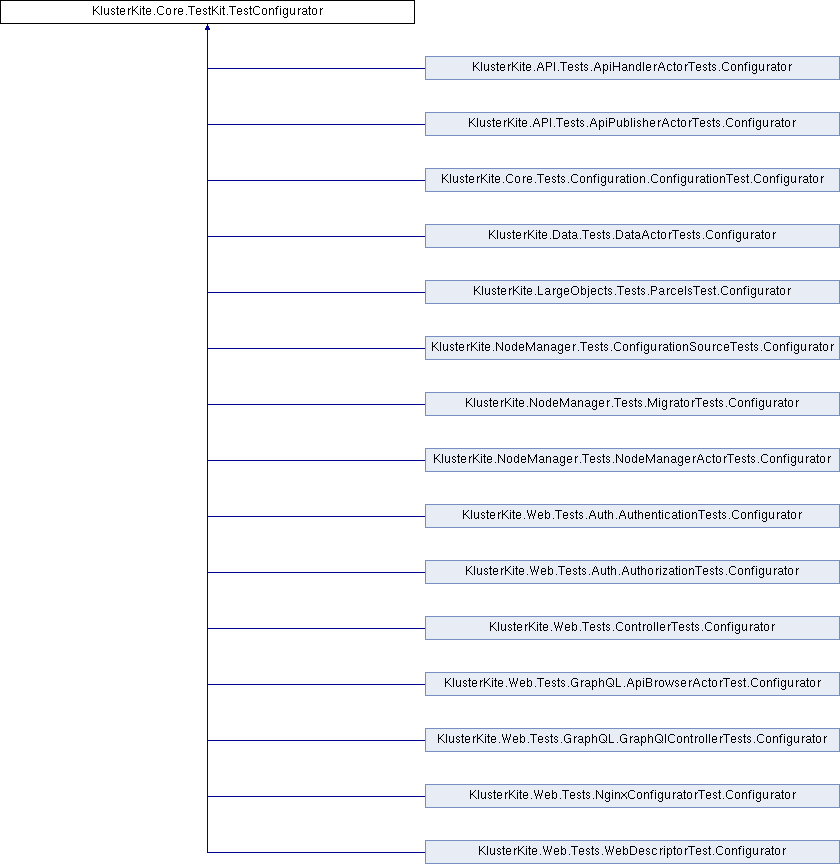 KlusterKite.Core.TestKit.TestConfigurator
KlusterKite.API.Tests.ApiHandlerActorTests.Configurator
KlusterKite.API.Tests.ApiPublisherActorTests.Configurator
KlusterKite.Core.Tests.Configuration.ConfigurationTest.Configurator
KlusterKite.Data.Tests.DataActorTests.Configurator
KlusterKite.LargeObjects.Tests.ParcelsTest.Configurator
KlusterKite.NodeManager.Tests.ConfigurationSourceTests.Configurator
KlusterKite.NodeManager.Tests.MigratorTests.Configurator
KlusterKite.NodeManager.Tests.NodeManagerActorTests.Configurator
KlusterKite.Web.Tests.Auth.AuthenticationTests.Configurator
KlusterKite.Web.Tests.Auth.AuthorizationTests.Configurator
KlusterKite.Web.Tests.ControllerTests.Configurator
KlusterKite.Web.Tests.GraphQL.ApiBrowserActorTest.Configurator
KlusterKite.Web.Tests.GraphQL.GraphQlControllerTests.Configurator
KlusterKite.Web.Tests.NginxConfiguratorTest.Configurator
KlusterKite.Web.Tests.WebDescriptorTest.Configurator